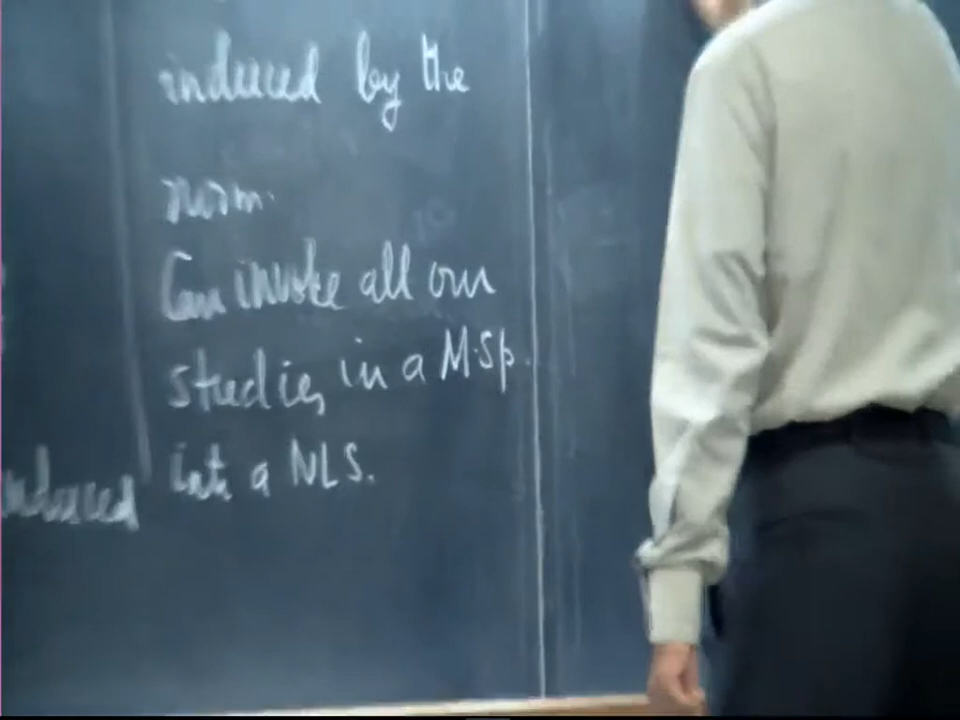 induced by the
norm.
Can invoke all our
studies in a M.Sp.
into a NLS.
induced